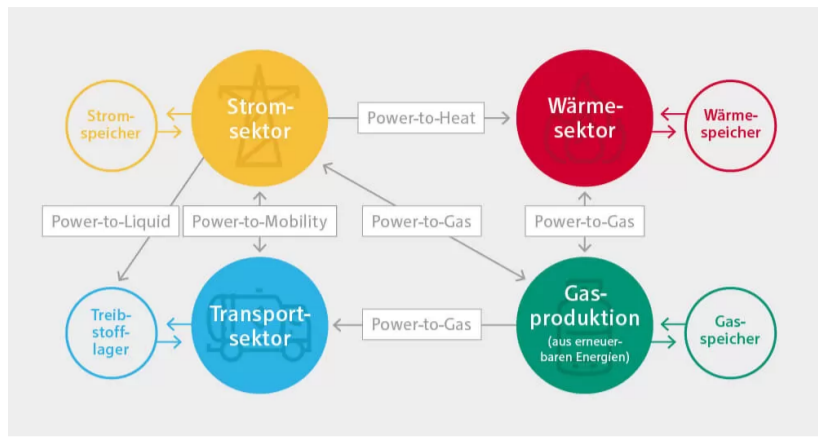 Strom-
speicher
Strom-
sektor
Power-to-Heat
Wärme-
sektor
Wärme-
speicher
Power-to-Liquid
Power-to-Mobility
Power-to-Gas
Power-to-Gas
Treib-
stoff-
lager
Transport-
sektor
Power-to-Gas
Gas-
produktion
(aus erneuer-
baren Energien)
Gas-
speicher